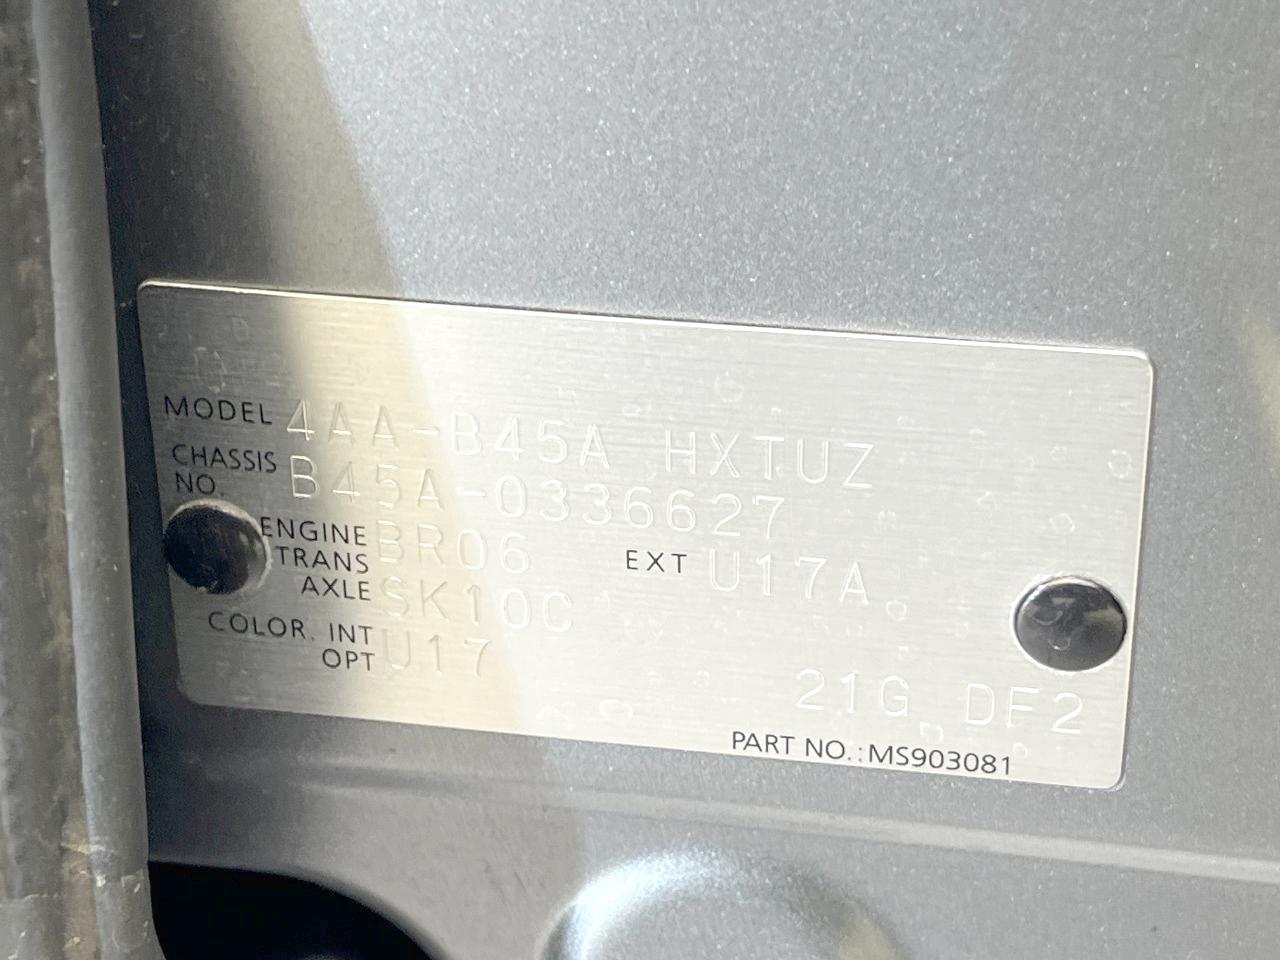 MODEL 4AA-B45A HXTUZ
CHASSIS NO. B45A-0336627
ENGINE BR06 EXT U17A
TRANS AXLE SK10C
COLOR. INT U17
OPT
21G DF2
PART NO.: MS903081